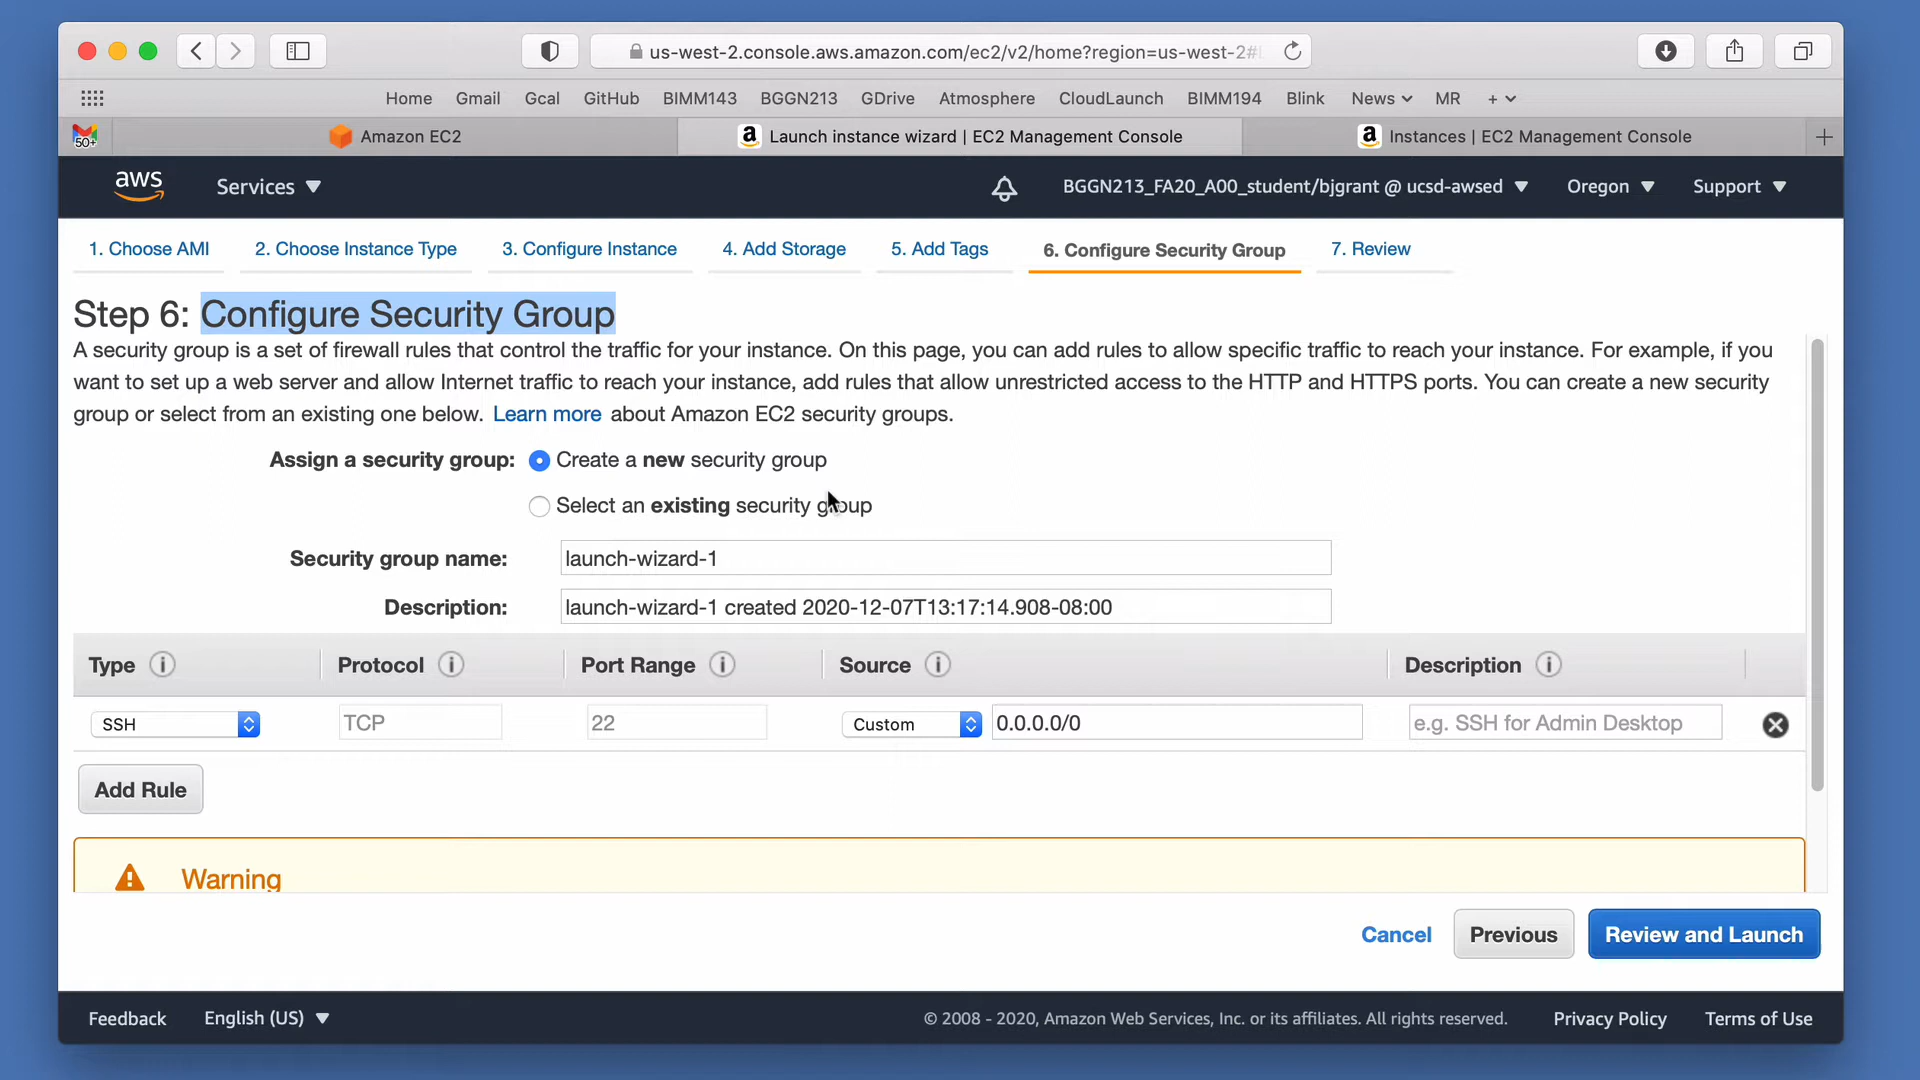 us-west-2.console.aws.amazon.com/ec2/v2/home?region=us-west-2#
Home Gmail Gcal GitHub BIMM143 BGGN213 GDrive Atmosphere CloudLaunch BIMM194 Blink News MR +
50+ Amazon EC2 a Launch instance wizard | EC2 Management Console a Instances | EC2 Management Console +
aws Services BGGN213_FA20_A00_student/bjgrant @ ucsd-awsed Oregon Support
1. Choose AMI 2. Choose Instance Type 3. Configure Instance 4. Add Storage 5. Add Tags 6. Configure Security Group 7. Review
Step 6: Configure Security Group
A security group is a set of firewall rules that control the traffic for your instance. On this page, you can add rules to allow specific traffic to reach your instance. For example, if you
want to set up a web server and allow Internet traffic to reach your instance, add rules that allow unrestricted access to the HTTP and HTTPS ports. You can create a new security
group or select from an existing one below. Learn more about Amazon EC2 security groups.
Assign a security group: Create a new security group
Select an existing security group
Security group name: launch-wizard-1
Description: launch-wizard-1 created 2020-12-07T13:17:14.908-08:00
Type i Protocol i Port Range i Source i Description i
SSH TCP 22 Custom 0.0.0.0/0 e.g. SSH for Admin Desktop
Add Rule
Warning
Cancel Previous Review and Launch
Feedback English (US) © 2008 - 2020, Amazon Web Services, Inc. or its affiliates. All rights reserved. Privacy Policy Terms of Use